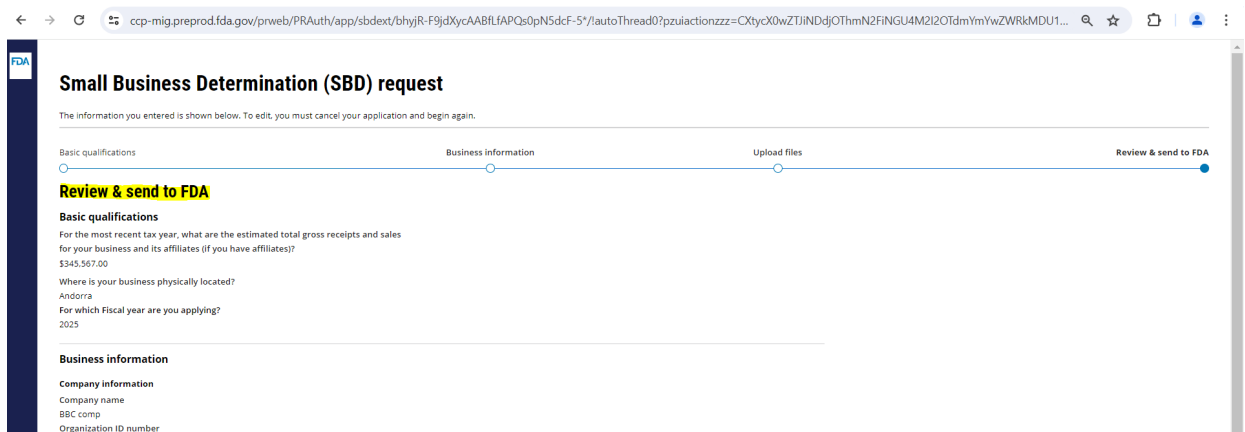 ccp-mig.preprod.fda.gov/prweb/PRAuth/app/sbdext/bhyjR-F9jdXycAABfLfAPQs0pN5dcF-5*/!autoThread0?pzuiactionzzz=CXtycX0wZTJiNDdjOThmN2FiNGU4M2I2OTdmYmYwZWRkMDU1...
FDA
Small Business Determination (SBD) request
The information you entered is shown below. To edit, you must cancel your application and begin again.
Basic qualifications Business information Upload files Review & send to FDA
Review & send to FDA
Basic qualifications
For the most recent tax year, what are the estimated total gross receipts and sales
for your business and its affiliates (if you have affiliates)?
$345,567.00
Where is your business physically located?
Andorra
For which Fiscal year are you applying?
2025
Business information
Company information
Company name
BBC comp
Organization ID number